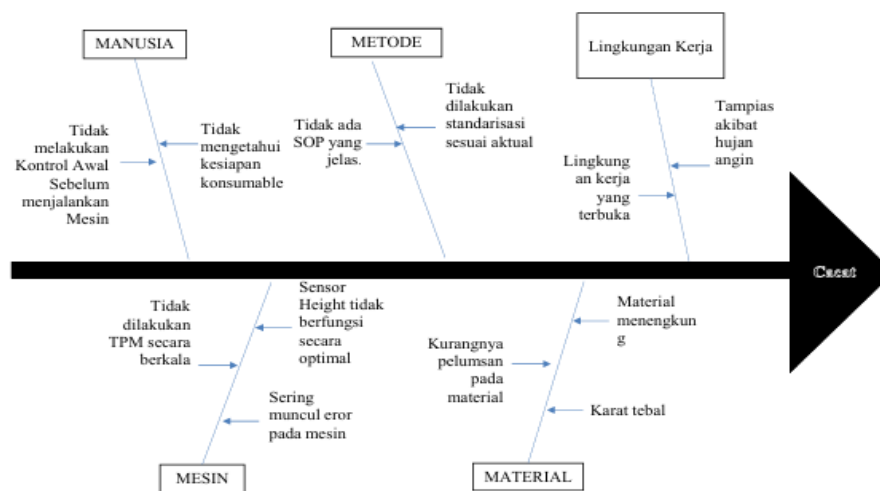 MANUSIA
METODE
Lingkungan Kerja
Tidak
melakukan
Kontrol Awal
Sebelum
menjalankan
Mesin
Tidak
mengetahui
kesiapan
konsumable
Tidak ada
SOP yang
jelas.
Tidak
dilakukan
standarisasi
sesuai aktual
Lingkung
an kerja
yang
terbuka
Tampias
akibat
hujan
angin
Cacat
Tidak
dilakukan
TPM secara
berkala
Sensor
Height tidak
berfungsi
secara
optimal
Sering
muncul eror
pada mesin
Kurangnya
pelumsan
pada
material
Material
menengkun
g
Karat tebal
MESIN
MATERIAL